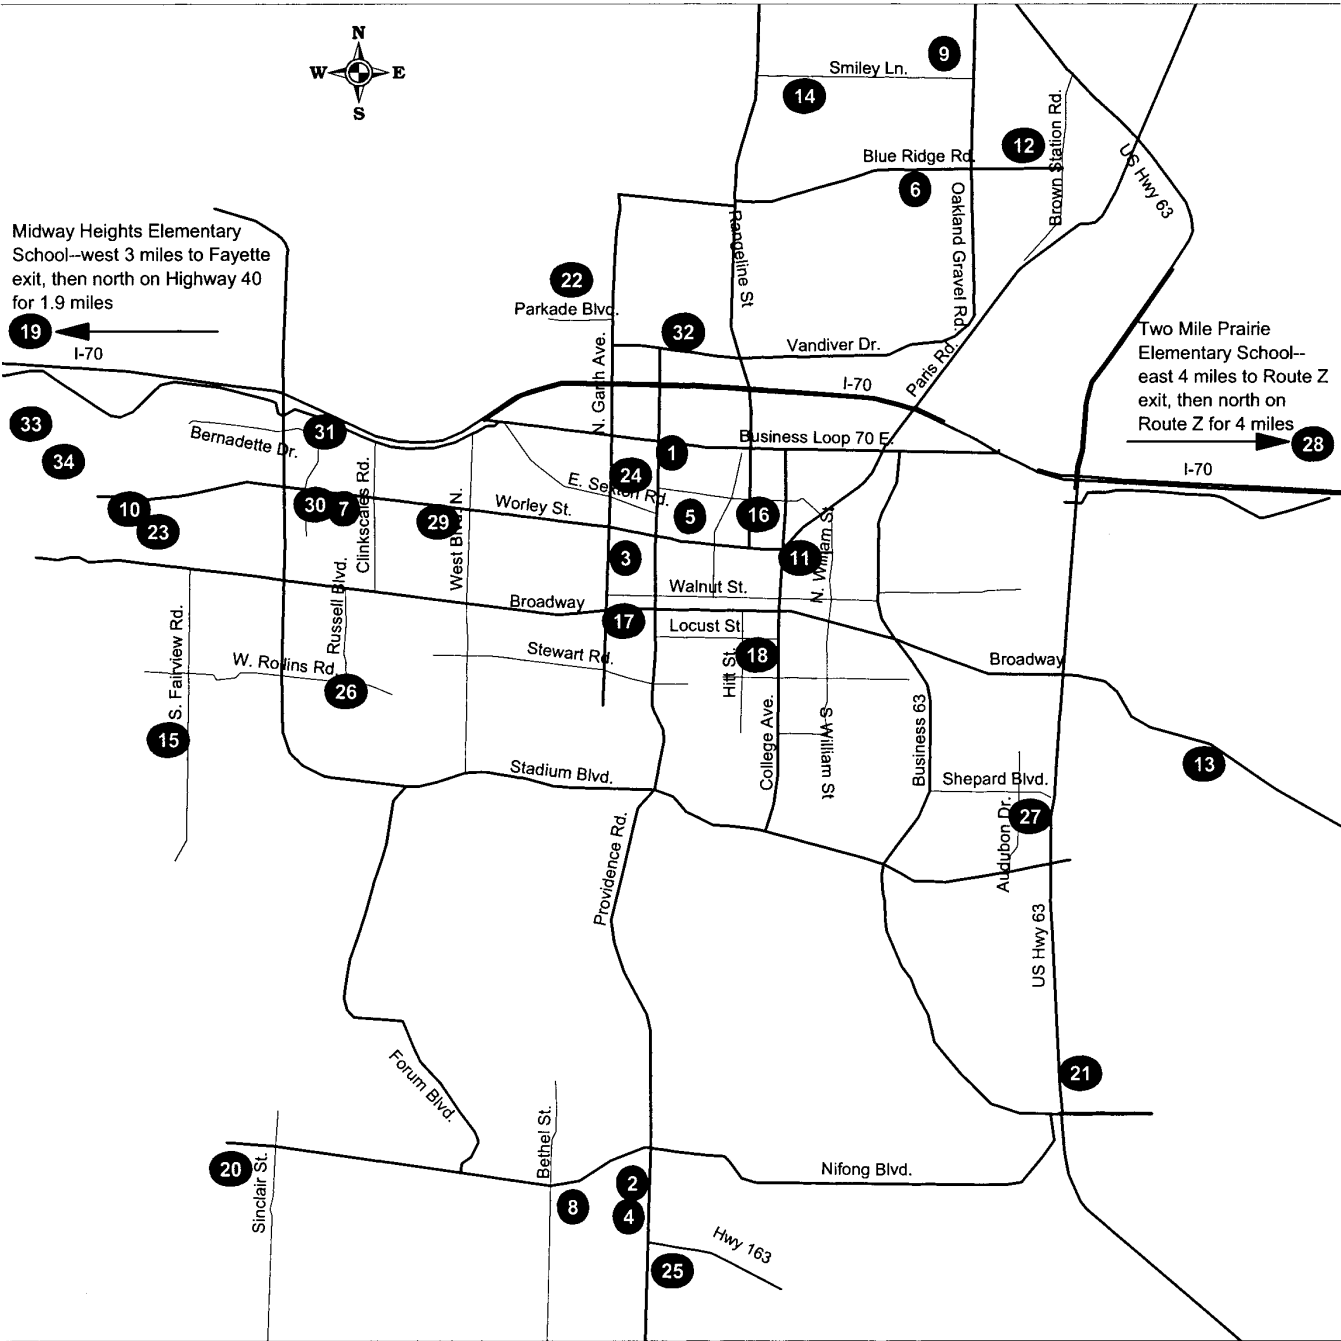 N
W E
S
9
Smiley Ln.
14
12
Blue Ridge Rd.
6
Brown Station Rd.
US Hwy 63
Oakland Gravel Rd.
Rangeline St
Midway Heights Elementary
School--west 3 miles to Fayette
exit, then north on Highway 40
for 1.9 miles
19
I-70
22
Parkade Blvd.
32
N. Garth Ave.
Vandiver Dr.
Paris Rd.
I-70
Two Mile Prairie
Elementary School--
east 4 miles to Route Z
exit, then north on
Route Z for 4 miles
28
I-70
33
34
31
Bernadette Dr.
Business Loop 70 E.
1
24
E. Sexton Rd.
10
23
30
7
Clinkscales Rd.
29
West Blvd. N.
Worley St.
5
16
N. William St.
3
11
Walnut St.
Broadway
17
Locust St.
18
Hitt St.
S. Fairview Rd.
Russell Blvd.
W. Rollins Rd.
26
Stewart Rd.
Broadway
15
College Ave.
S William St
Business 63
13
Stadium Blvd.
Shepard Blvd.
27
Audubon Dr.
Providence Rd.
US Hwy 63
21
Forum Blvd.
Bethel St.
20
Sinclair St.
Nifong Blvd.
2
8
4
Hwy 163
25